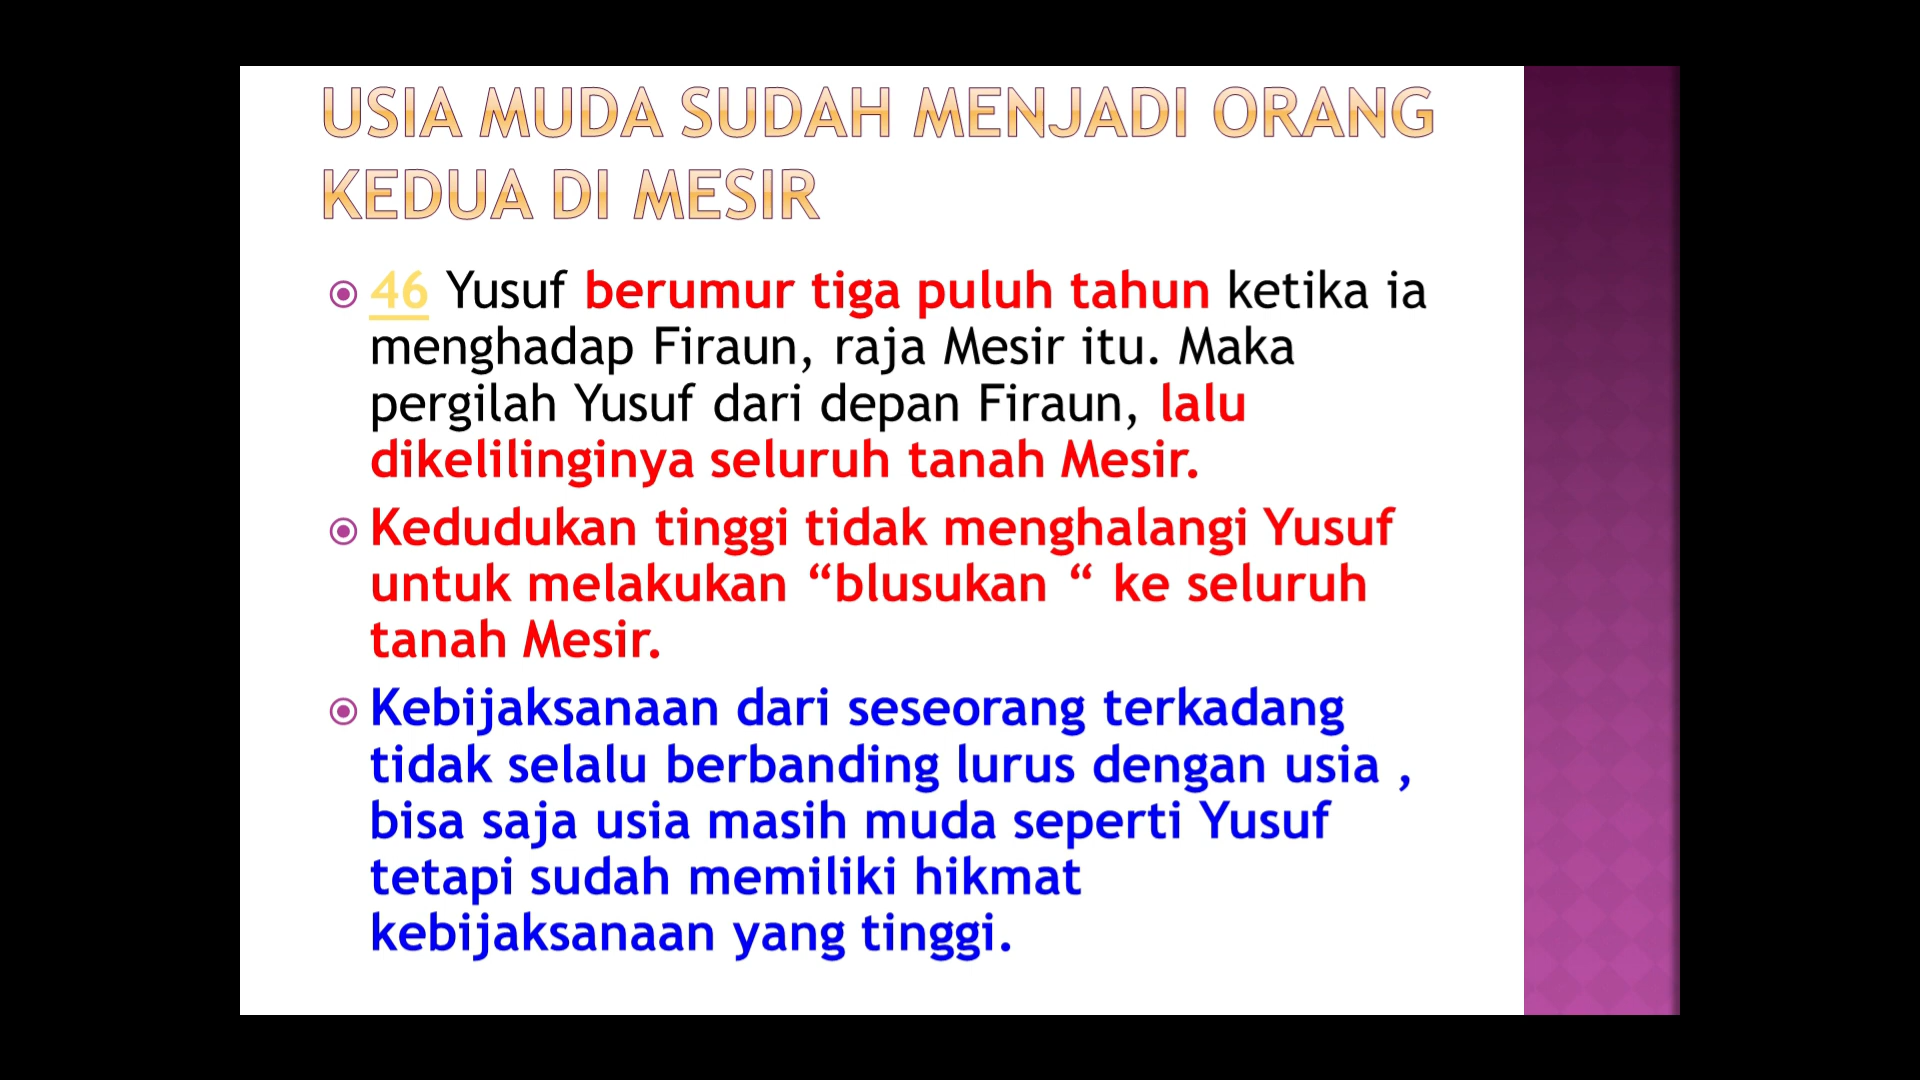 USIA MUDA SUDAH MENJADI ORANG
KEDUA DI MESIR
46 Yusuf berumur tiga puluh tahun ketika ia
menghadap Firaun, raja Mesir itu. Maka
pergilah Yusuf dari depan Firaun, lalu
dikelilinginya seluruh tanah Mesir.
Kedudukan tinggi tidak menghalangi Yusuf
untuk melakukan “blusukan “ ke seluruh
tanah Mesir.
Kebijaksanaan dari seseorang terkadang
tidak selalu berbanding lurus dengan usia ,
bisa saja usia masih muda seperti Yusuf
tetapi sudah memiliki hikmat
kebijaksanaan yang tinggi.